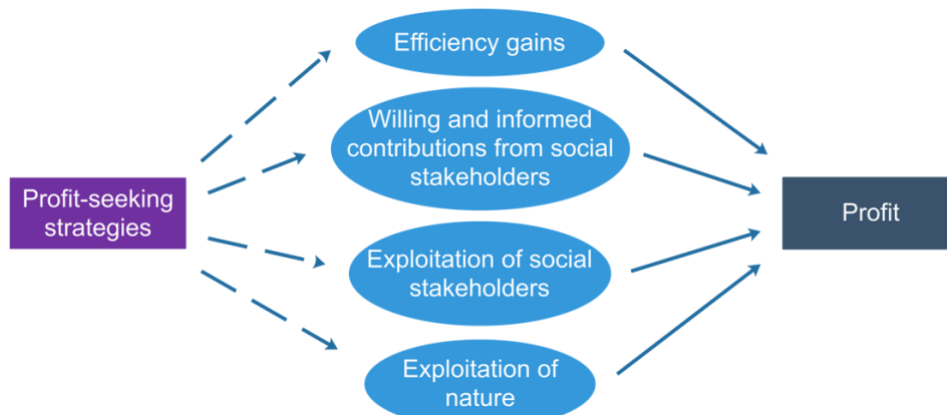 Efficiency gains
Willing and informed
contributions from social
stakeholders
Profit-seeking
strategies
Profit
Exploitation of social
stakeholders
Exploitation of
nature